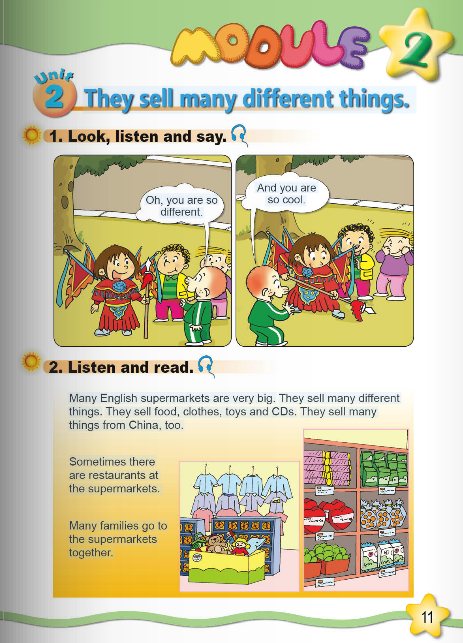 MODULE 2
Unit
2 They sell many different things.
1. Look, listen and say.
Oh, you are so
different.
And you are
so cool.
2. Listen and read.
Many English supermarkets are very big. They sell many different
things. They sell food, clothes, toys and CDs. They sell many
things from China, too.
Sometimes there
are restaurants at
the supermarkets.
Many families go to
the supermarkets
together.
11